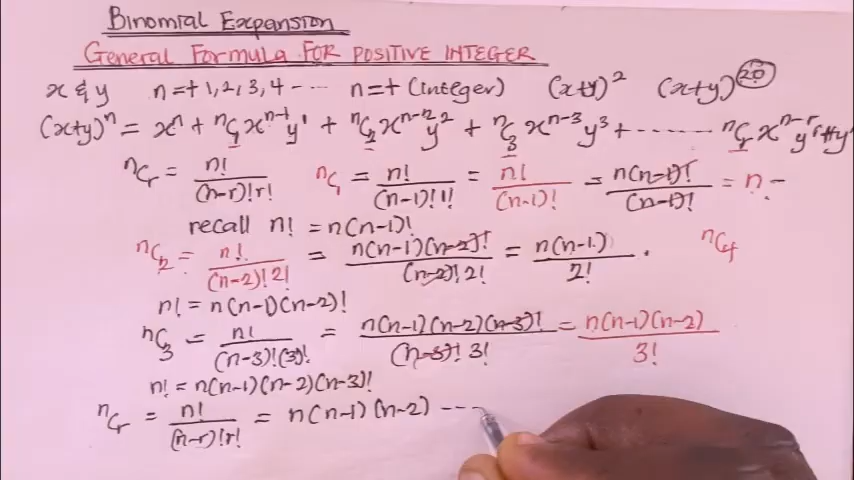 Binomial Expansion
General Formula FOR POSITIVE INTEGER
x & y n = + 1, 2, 3, 4 ---- n = + (integer) (x+y)² (x+y)²⁰
(x+y)ⁿ = xⁿ + ⁿC₁xⁿ⁻¹y¹ + ⁿC₂xⁿ⁻²y² + ⁿC₃xⁿ⁻³y³ + ------- ⁿCᵣxⁿ⁻ʳyʳ + yⁿ
ⁿCᵣ = n!/(n-r)!r! ⁿC₁ = n!/(n-1)!1! = n!/(n-1)! = n(n-1)!/(n-1)! = n -
recall n! = n(n-1)!
ⁿC₂ = n!/(n-2)!2! = n(n-1)(n-2)!/(n-2)!2! = n(n-1)/2! . ⁿC₄
n! = n(n-1)(n-2)!
ⁿC₃ = n!/(n-3)!(3)! = n(n-1)(n-2)(n-3)!/(n-3)!3! = n(n-1)(n-2)/3!
n! = n(n-1)(n-2)(n-3)!
ⁿCᵣ = n!/(n-r)!r! = n(n-1)(n-2) ---